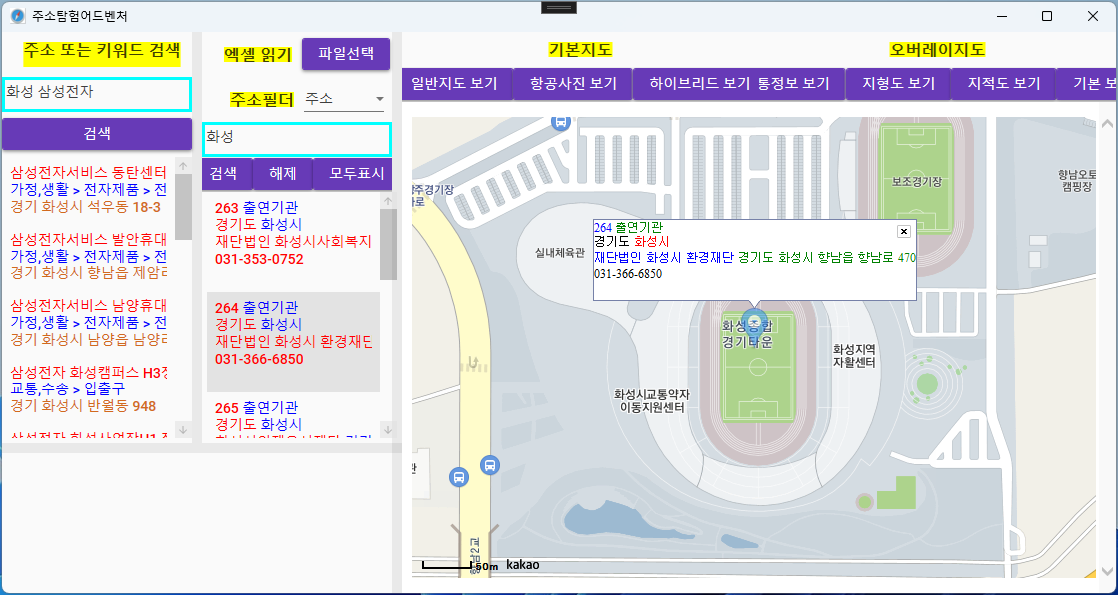 주소탐험어드벤처
주소 또는 키워드 검색
화성 삼성전자
검색
삼성전자서비스 동탄센터
가정,생활 > 전자제품 > 전
경기 화성시 석우동 18-3
삼성전자서비스 발안휴대
가정,생활 > 전자제품 > 전
경기 화성시 향남읍 제암리
삼성전자서비스 남양휴대
가정,생활 > 전자제품 > 전
경기 화성시 남양읍 남양리
삼성전자 화성캠퍼스 H3정
교통,수송 > 입출구
경기 화성시 반월동 948
엑셀 읽기
파일선택
주소필터
주소
화성
검색
해제
모두표시
263 출연기관
경기도 화성시
재단법인 화성시사회복지
031-353-0752
264 출연기관
경기도 화성시
재단법인 화성시 환경재단
031-366-6850
265 출연기관
경기도 화성시
기본지도
오버레이지도
일반지도 보기
항공사진 보기
하이브리드 보기
통정보 보기
지형도 보기
지적도 보기
기본 보
보조경기장
향남오토
캠핑장
주경기장
실내체육관
264 출연기관
경기도 화성시
재단법인 화성시 환경재단 경기도 화성시 향남읍 향남로 470
031-366-6850
화성종합
경기타운
화성지역
자활센터
화성시교통약자
이동지원센터
향남2교
50m
kakao